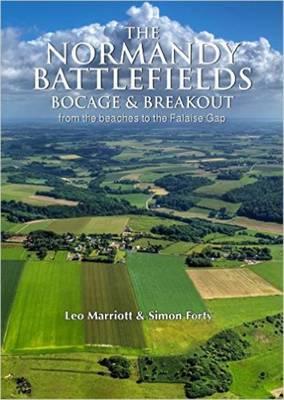 THE
NORMANDY
BATTLEFIELDS
BOCAGE & BREAKOUT
from the beaches to the Falaise Gap
Leo Marriott & Simon Forty